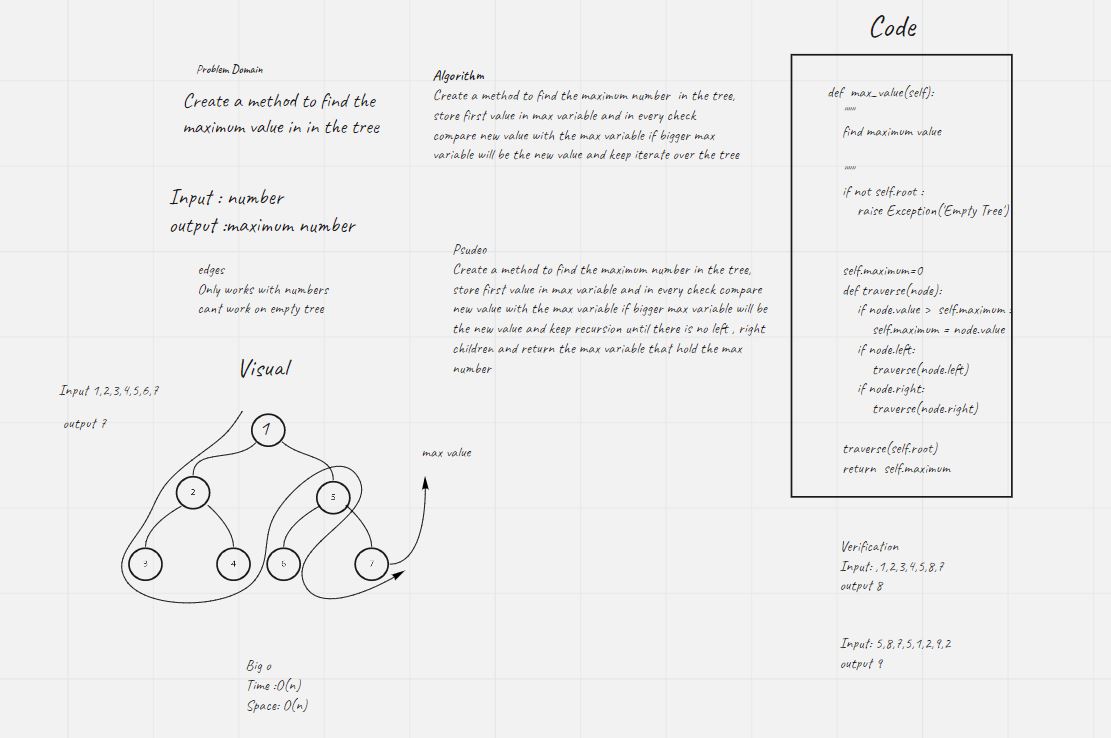 Code
Problem Domain
Create a method to find the
maximum value in in the tree
Input : number
output :maximum number
edges
Only works with numbers
cant work on empty tree
Algorithm
Create a method to find the maximum number in the tree,
store first value in max variable and in every check
compare new value with the max variable if bigger max
variable will be the new value and keep iterate over the tree
Psudeo
Create a method to find the maximum number in the tree,
store first value in max variable and in every check compare
new value with the max variable if bigger max variable will be
the new value and keep recursion until there is no left , right
children and return the max variable that hold the max
number
def max_value(self):
"""
find maximum value
"""
if not self.root :
raise Exception('Empty Tree')
self.maximum=0
def traverse(node):
if node.value > self.maximum :
self.maximum = node.value
if node.left:
traverse(node.left)
if node.right:
traverse(node.right)
traverse(self.root)
return self.maximum
Visual
Input 1,2,3,4,5,6,7
output 7
1
2
5
3
4
6
7
max value
Big o
Time :O(n)
Space: O(n)
Verification
Input: ,1,2,3,4,5,8,7
output 8
Input: 5,8,7,5,1,2,9,2
output 9